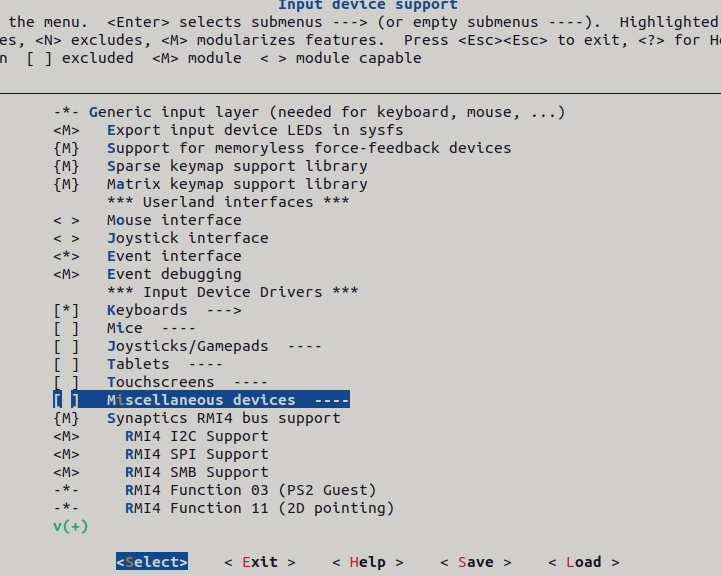 Input device support
the menu.  <Enter> selects submenus ---> (or empty submenus ----).  Highlighted
es, <N> excludes, <M> modularizes features.  Press <Esc><Esc> to exit, <?> for H
n  [ ] excluded  <M> module  < > module capable
-*- Generic input layer (needed for keyboard, mouse, ...)
<M>   Export input device LEDs in sysfs
{M}   Support for memoryless force-feedback devices
{M}   Sparse keymap support library
{M}   Matrix keymap support library
*** Userland interfaces ***
< >   Mouse interface
< >   Joystick interface
<*>   Event interface
<M>   Event debugging
*** Input Device Drivers ***
[*]   Keyboards  --->
[ ]   Mice  ----
[ ]   Joysticks/Gamepads  ----
[ ]   Tablets  ----
[ ]   Touchscreens  ----
[ ]   Miscellaneous devices  ----
{M}   Synaptics RMI4 bus support
<M>     RMI4 I2C Support
<M>     RMI4 SPI Support
<M>     RMI4 SMB Support
-*-     RMI4 Function 03 (PS2 Guest)
-*-     RMI4 Function 11 (2D pointing)
v(+)
<Select>    < Exit >    < Help >    < Save >    < Load >